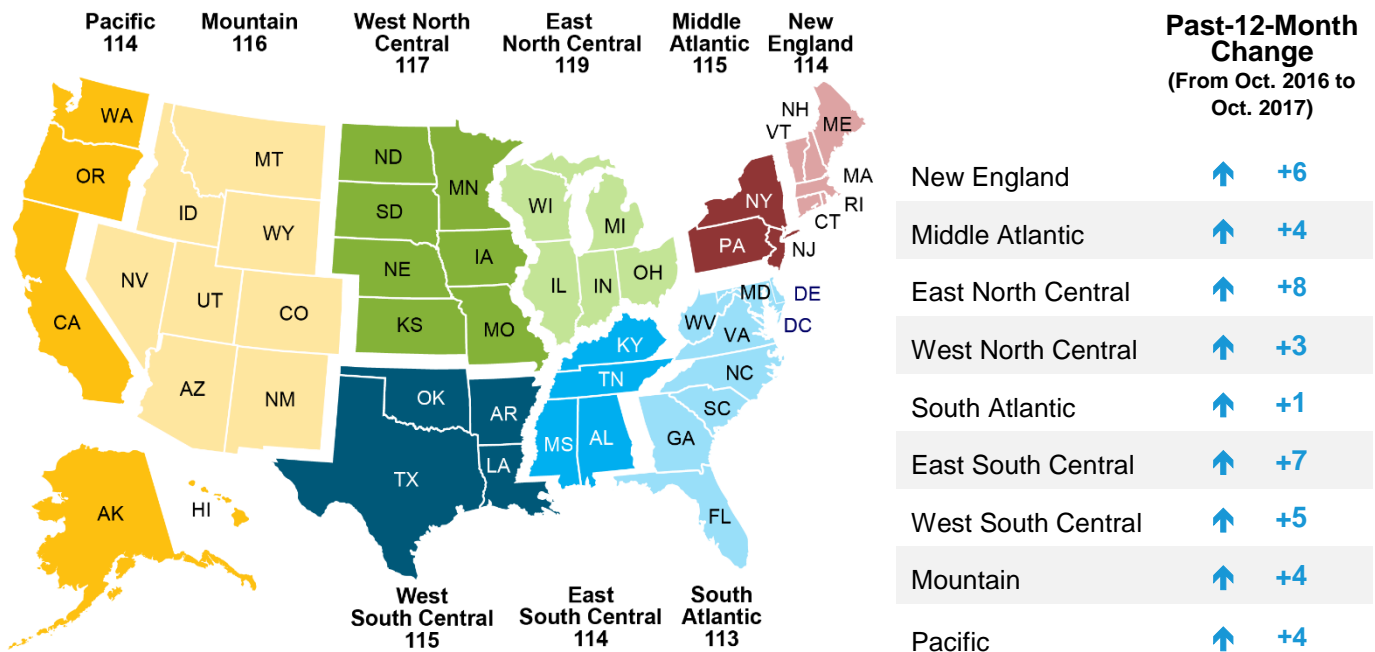 Pacific
114
Mountain
116
West North
Central
117
East
North Central
119
Middle
Atlantic
115
New
England
114
WA
OR
CA
AK
HI
MT
ID
WY
NV
UT
CO
AZ
NM
ND
MN
SD
NE
IA
KS
MO
WI
MI
IL
IN
OH
NY
PA
NJ
NH
VT
ME
MA
RI
CT
MD
DE
DC
WV
VA
NC
SC
GA
FL
KY
TN
MS
AL
OK
AR
TX
LA
West
South Central
115
East
South Central
114
South
Atlantic
113
Past-12-Month
Change
(From Oct. 2016 to
Oct. 2017)
New England +6
Middle Atlantic +4
East North Central +8
West North Central +3
South Atlantic +1
East South Central +7
West South Central +5
Mountain +4
Pacific +4